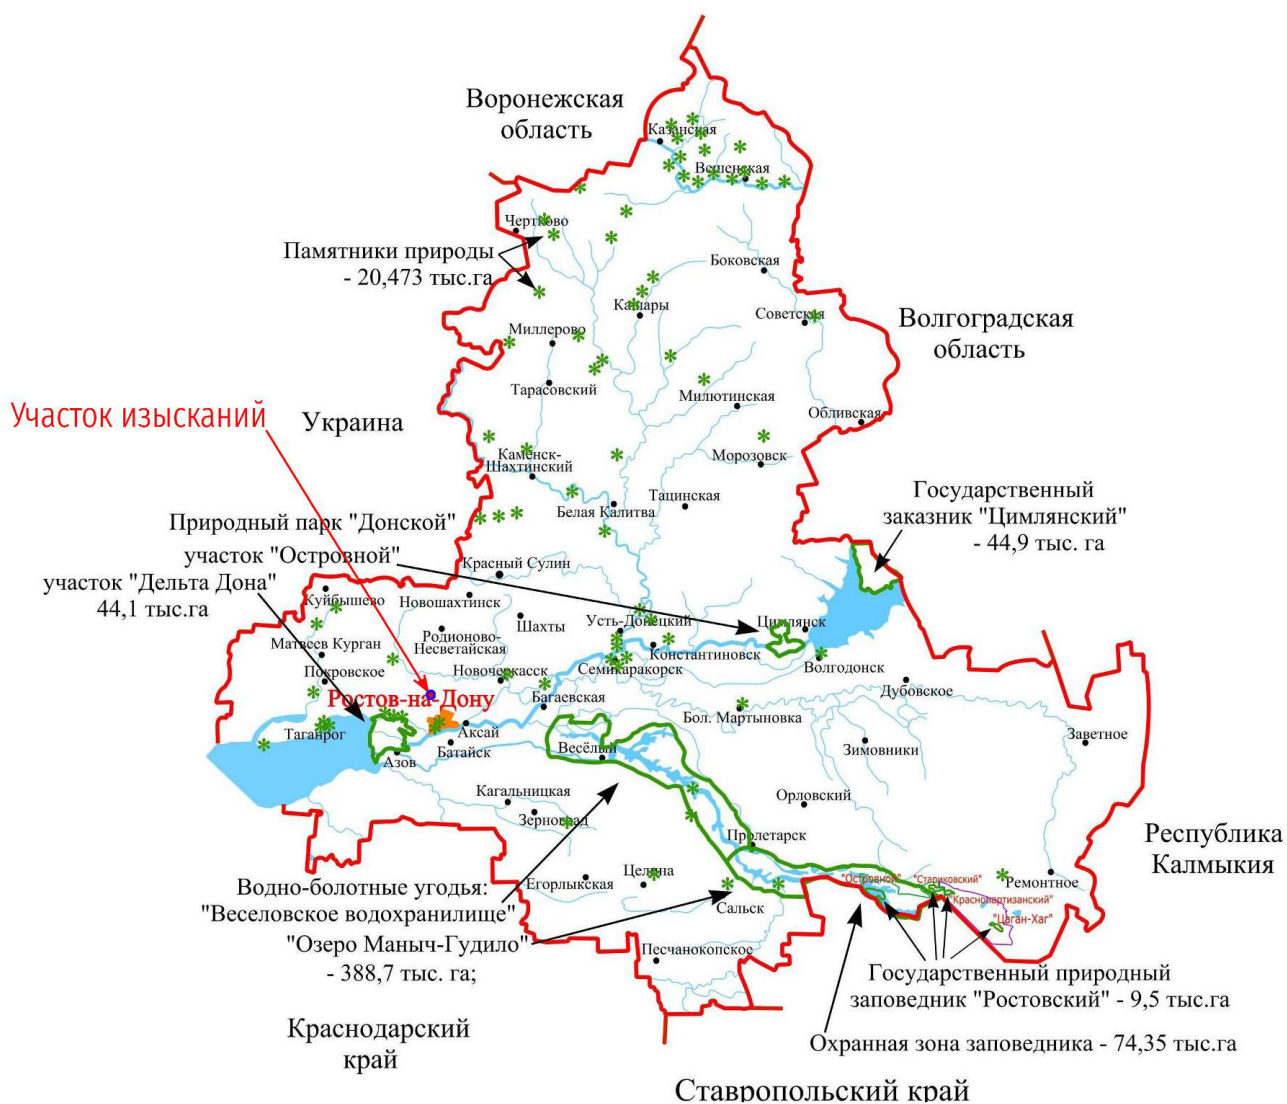 Воронежская
область
Казанская
Вешенская
Чертково
Памятники природы
- 20,473 тыс.га
Боковская
Кашары
Советская
Волгоградская
область
Миллерово
Тарасовский
Милютинская
Обливская
Участок изысканий
Украина
Каменск-
Шахтинский
Морозовск
Тацинская
Белая Калитва
Государственный
заказник "Цимлянский"
- 44,9 тыс. га
Природный парк "Донской"
участок "Островной"
участок "Дельта Дона"
44,1 тыс.га
Красный Сулин
Куйбышево
Новошахтинск
Шахты
Усть-Донецкий
Цимлянск
Матвеев Курган
Родионово-
Несветайская
Константиновск
Семикаракорск
Волгодонск
Покровское
Новочеркасск
Дубовское
Ростов-на-Дону
Багаевская
Бол. Мартыновка
Таганрог
Аксай
Батайск
Азов
Весёлый
Зимовники
Заветное
Кагальницкая
Зерноград
Орловский
Пролетарск
Республика
Калмыкия
Водно-болотные угодья:
"Веселовское водохранилище"
Егорлыкская
Целина
Сальск
"Островной"
"Стариковский"
"Краснопартизанский"
"Цаган-Хаг"
Ремонтное
"Озеро Маныч-Гудило"
- 388,7 тыс. га;
Песчанокопское
Государственный природный
заповедник "Ростовский" - 9,5 тыс.га
Охранная зона заповедника - 74,35 тыс.га
Краснодарский
край
Ставропольский край